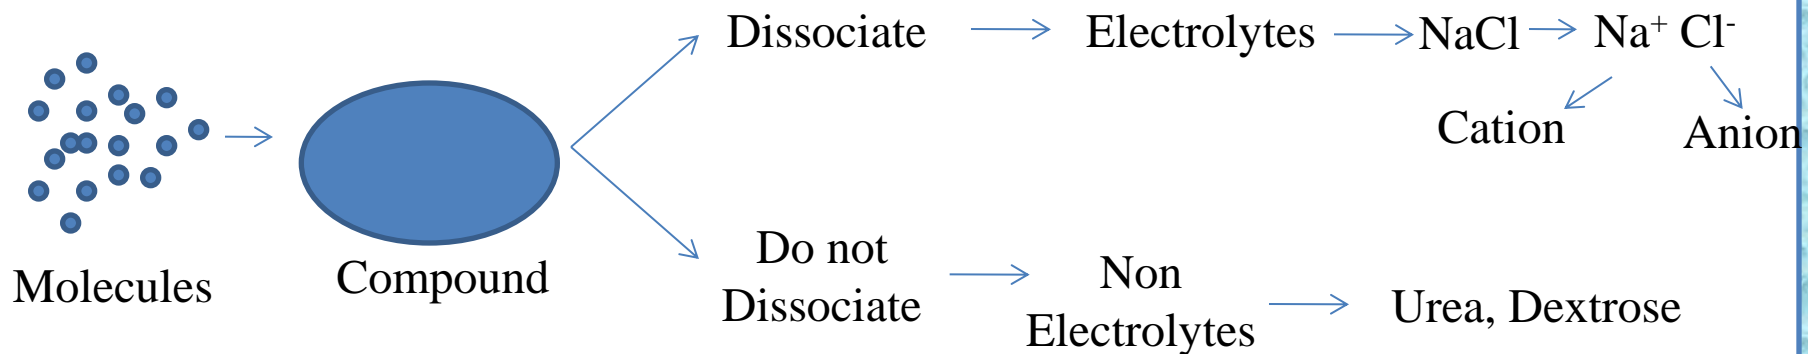 Dissociate
Electrolytes
NaCl
Na⁺ Cl⁻
Cation
Anion
Molecules
Compound
Do not
Dissociate
Non
Electrolytes
Urea, Dextrose